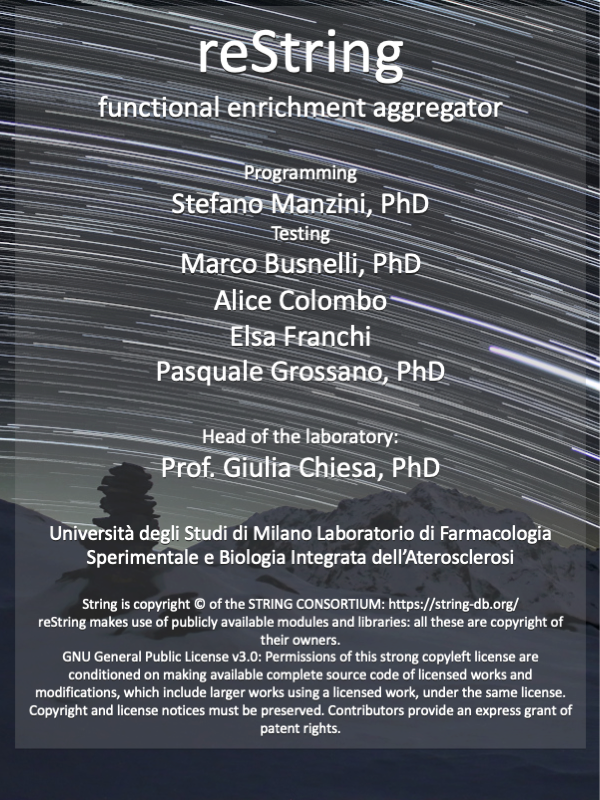 reString
functional enrichment aggregator
Programming
Stefano Manzini, PhD
Testing
Marco Busnelli, PhD
Alice Colombo
Elsa Franchi
Pasquale Grossano, PhD
Head of the laboratory:
Prof. Giulia Chiesa, PhD
Università degli Studi di Milano Laboratorio di Farmacologia
Sperimentale e Biologia Integrata dell’Aterosclerosi
String is copyright © of the STRING CONSORTIUM: https://string-db.org/
reString makes use of publicly available modules and libraries: all these are copyright of
their owners.
GNU General Public License v3.0: Permissions of this strong copyleft license are
conditioned on making available complete source code of licensed works and
modifications, which include larger works using a licensed work, under the same license.
Copyright and license notices must be preserved. Contributors provide an express grant of
patent rights.